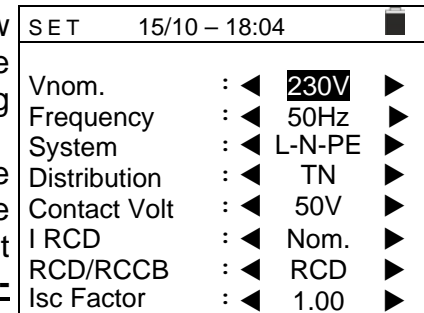 SET 15/10 – 18:04
Vnom. : ◀ 230V ▶
Frequency : ◀ 50Hz ▶
System : ◀ L-N-PE ▶
Distribution : ◀ TN ▶
Contact Volt : ◀ 50V ▶
I RCD : ◀ Nom. ▶
RCD/RCCB : ◀ RCD ▶
Isc Factor : ◀ 1.00 ▶